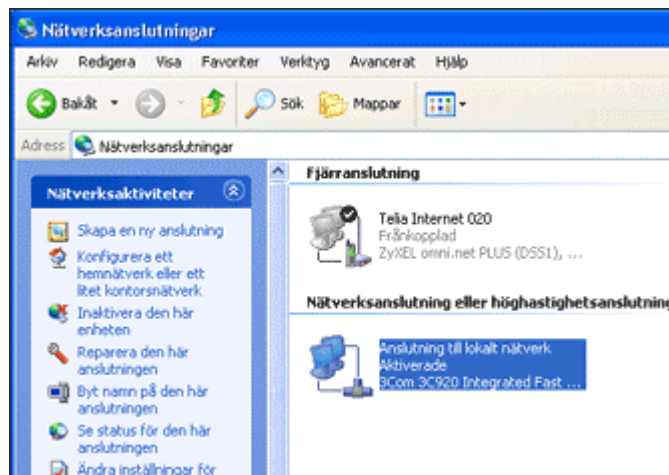 Nätverksanslutningar
Arkiv Redigera Visa Favoriter Verktyg Avancerat Hjälp
Bakåt Sök Mappar
Adress Nätverksanslutningar
Nätverksaktiviteter
Skapa en ny anslutning
Konfigurera ett
hemnätverk eller ett
litet kontorsnätverk
Inaktivera den här
enheten
Reparera den här
anslutningen
Byt namn på den här
anslutningen
Se status för den här
anslutningen
Ändra inställningar för
Fjärranslutning
Telia Internet 020
Frånkopplad
ZyXEL omni.net PLUS (DSS1), ...
Nätverksanslutning eller höghastighetsanslutning
Anslutning till lokalt nätverk
Aktiverade
3Com 3C920 Integrated Fast ...